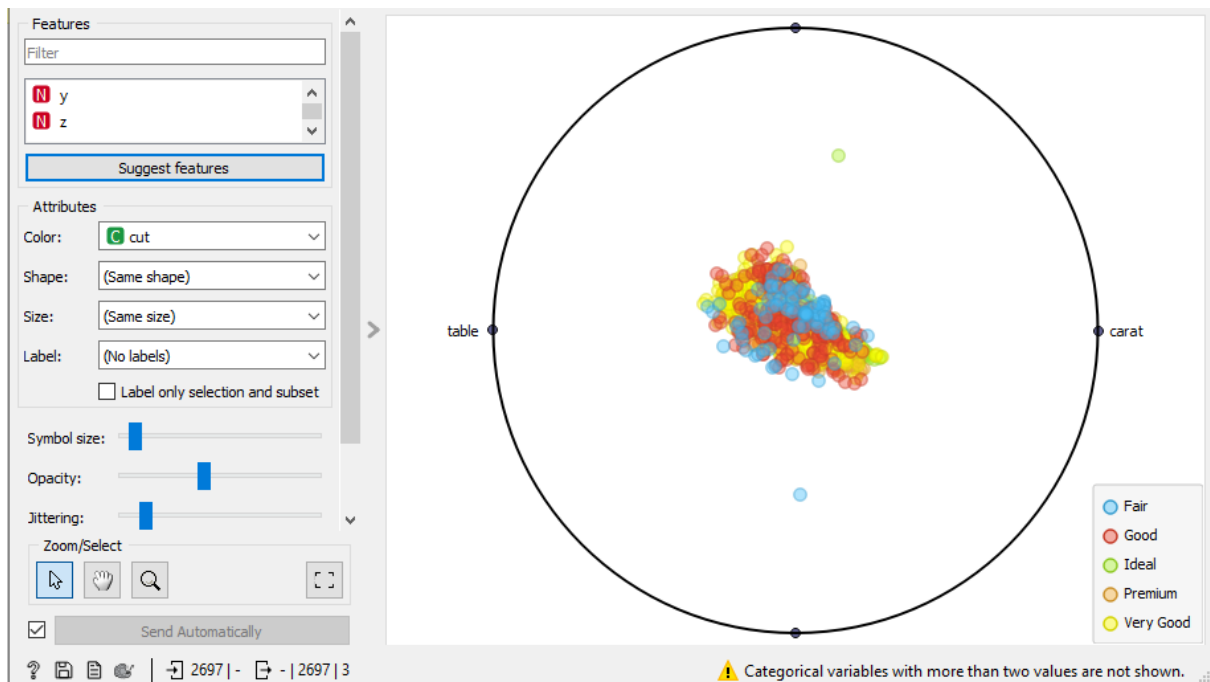 Features
Filter
N y
N z
Suggest features
Attributes
Color: C cut
Shape: (Same shape)
Size: (Same size)
Label: (No labels)
Label only selection and subset
Symbol size:
Opacity:
Jittering:
Zoom/Select
Send Automatically
? 2697 | - - | 2697 | 3
table
carat
Fair
Good
Ideal
Premium
Very Good
Categorical variables with more than two values are not shown.